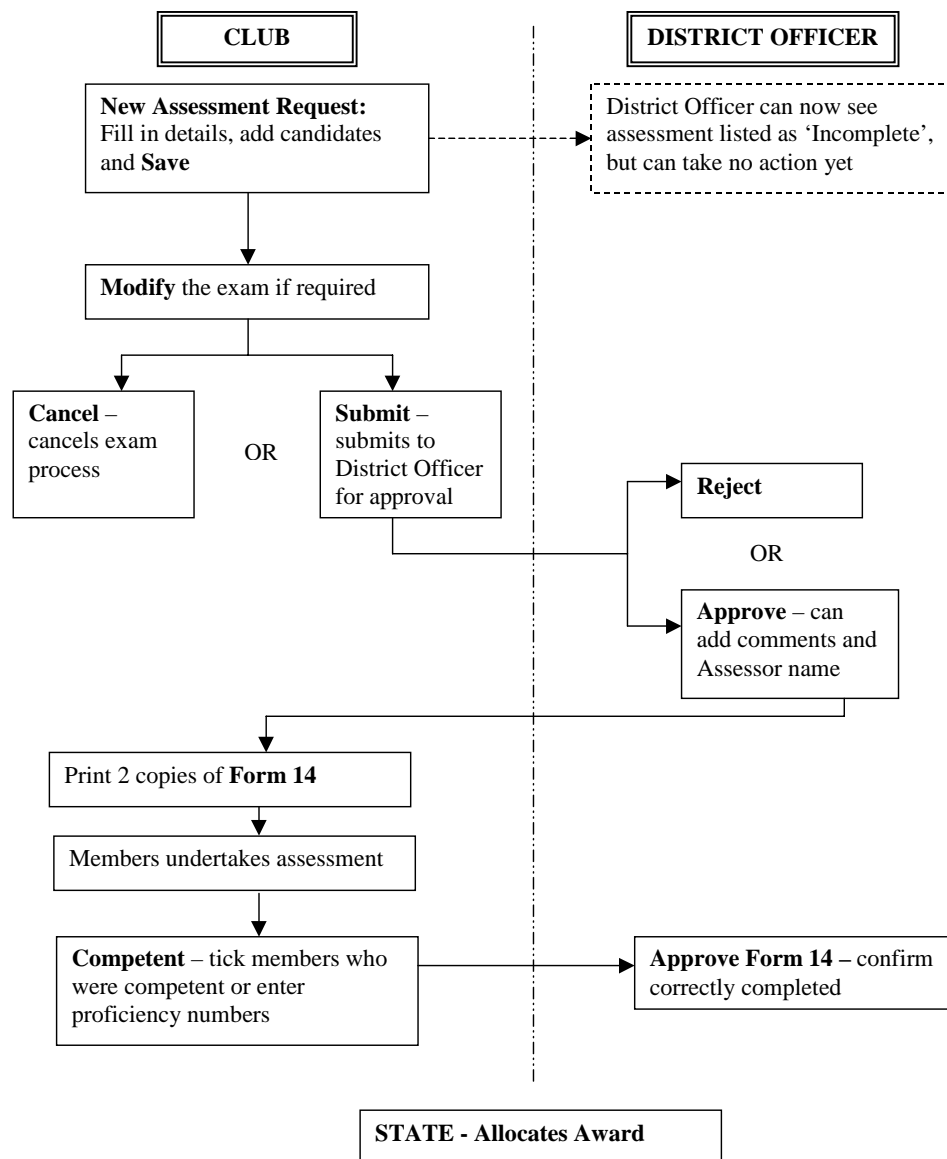 CLUB
DISTRICT OFFICER
New Assessment Request:
Fill in details, add candidates
and Save
District Officer can now see
assessment listed as ‘Incomplete’,
but can take no action yet
Modify the exam if required
Cancel –
cancels exam
process
OR
Submit –
submits to
District Officer
for approval
Reject
OR
Approve – can
add comments and
Assessor name
Print 2 copies of Form 14
Members undertakes assessment
Competent – tick members who
were competent or enter
proficiency numbers
Approve Form 14 – confirm
correctly completed
STATE - Allocates Award